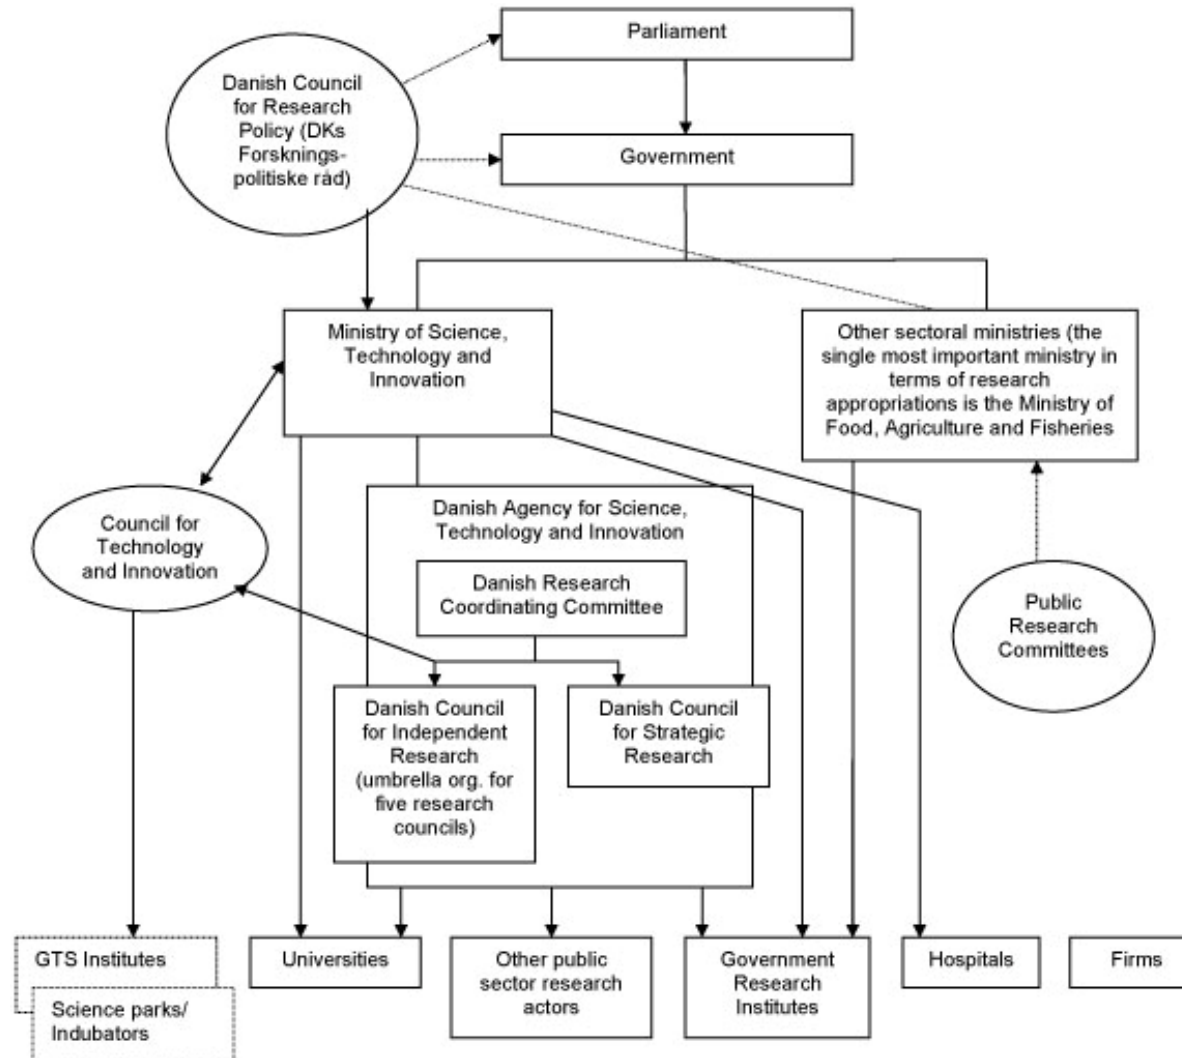 Parliament
Danish Council
for Research
Policy (DKs
Forsknings-
politiske råd)
Government
Ministry of Science,
Technology and
Innovation
Other sectoral ministries (the
single most important ministry in
terms of research
appropriations is the Ministry of
Food, Agriculture and Fisheries
Danish Agency for Science,
Technology and Innovation
Council for
Technology
and Innovation
Danish Research
Coordinating Committee
Public
Research
Committees
Danish Council
for Independent
Research
(umbrella org. for
five research
councils)
Danish Council
for Strategic
Research
GTS Institutes
Science parks/
Indubators
Universities
Other public
sector research
actors
Government
Research
Institutes
Hospitals
Firms